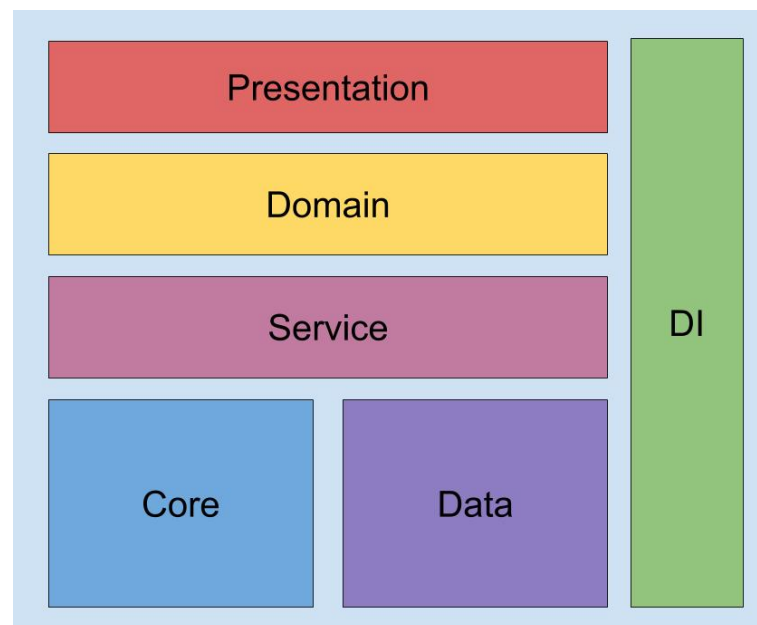 Presentation
Domain
Service
DI
Core
Data